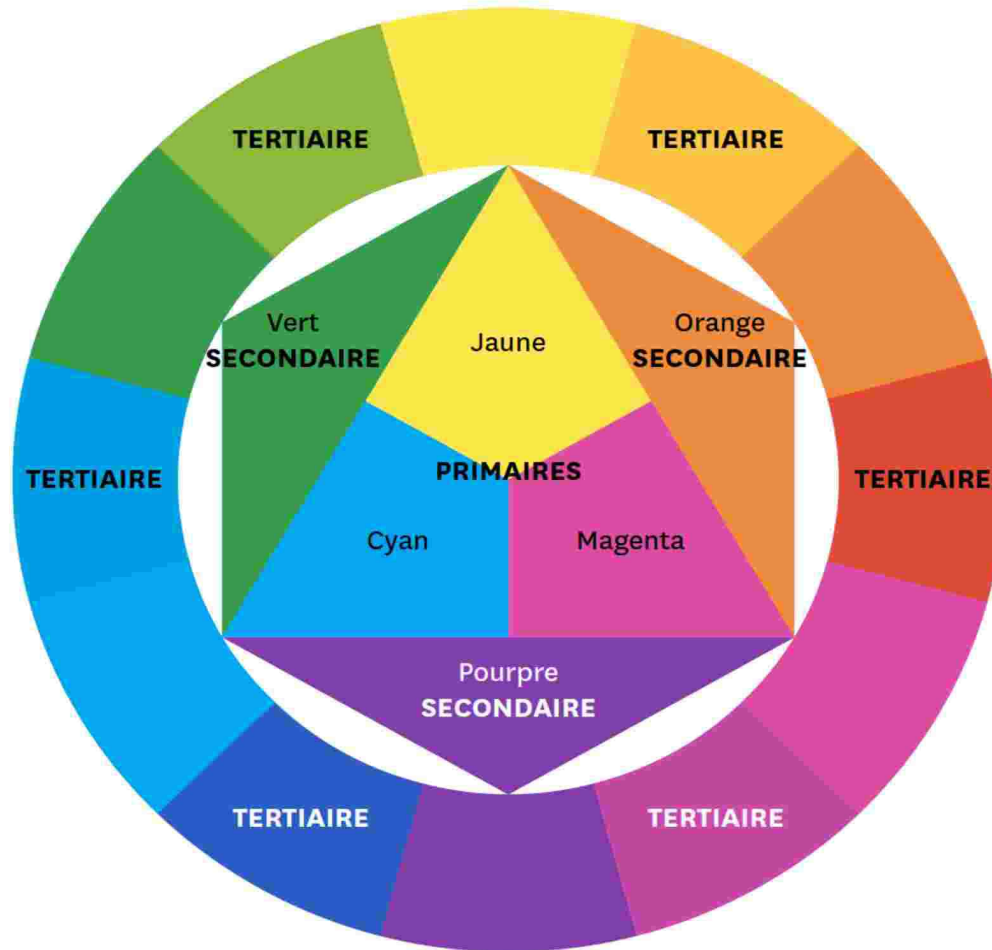 TERTIAIRE
TERTIAIRE
Vert
SECONDAIRE
Jaune
Orange
SECONDAIRE
TERTIAIRE
PRIMAIRES
TERTIAIRE
Cyan
Magenta
Pourpre
SECONDAIRE
TERTIAIRE
TERTIAIRE